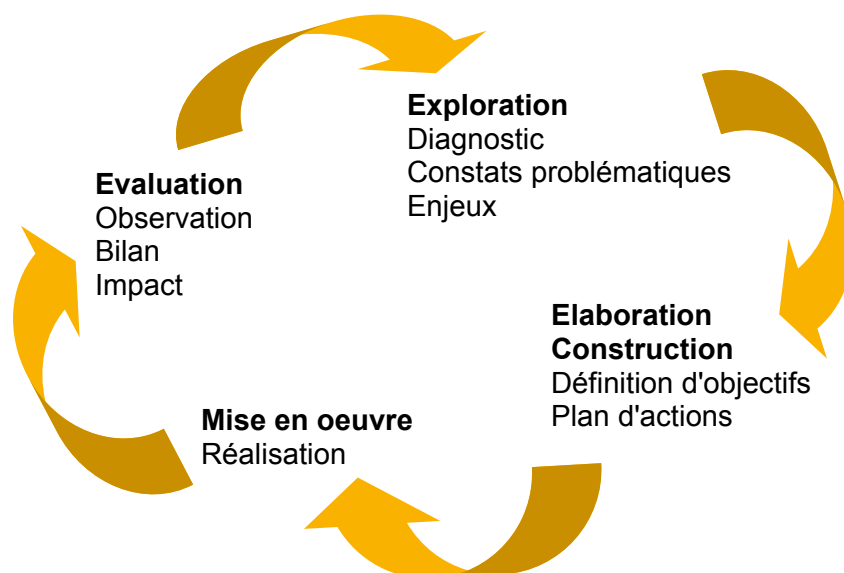 Exploration
Diagnostic
Constats problématiques
Enjeux
Elaboration
Construction
Définition d'objectifs
Plan d'actions
Mise en oeuvre
Réalisation
Evaluation
Observation
Bilan
Impact